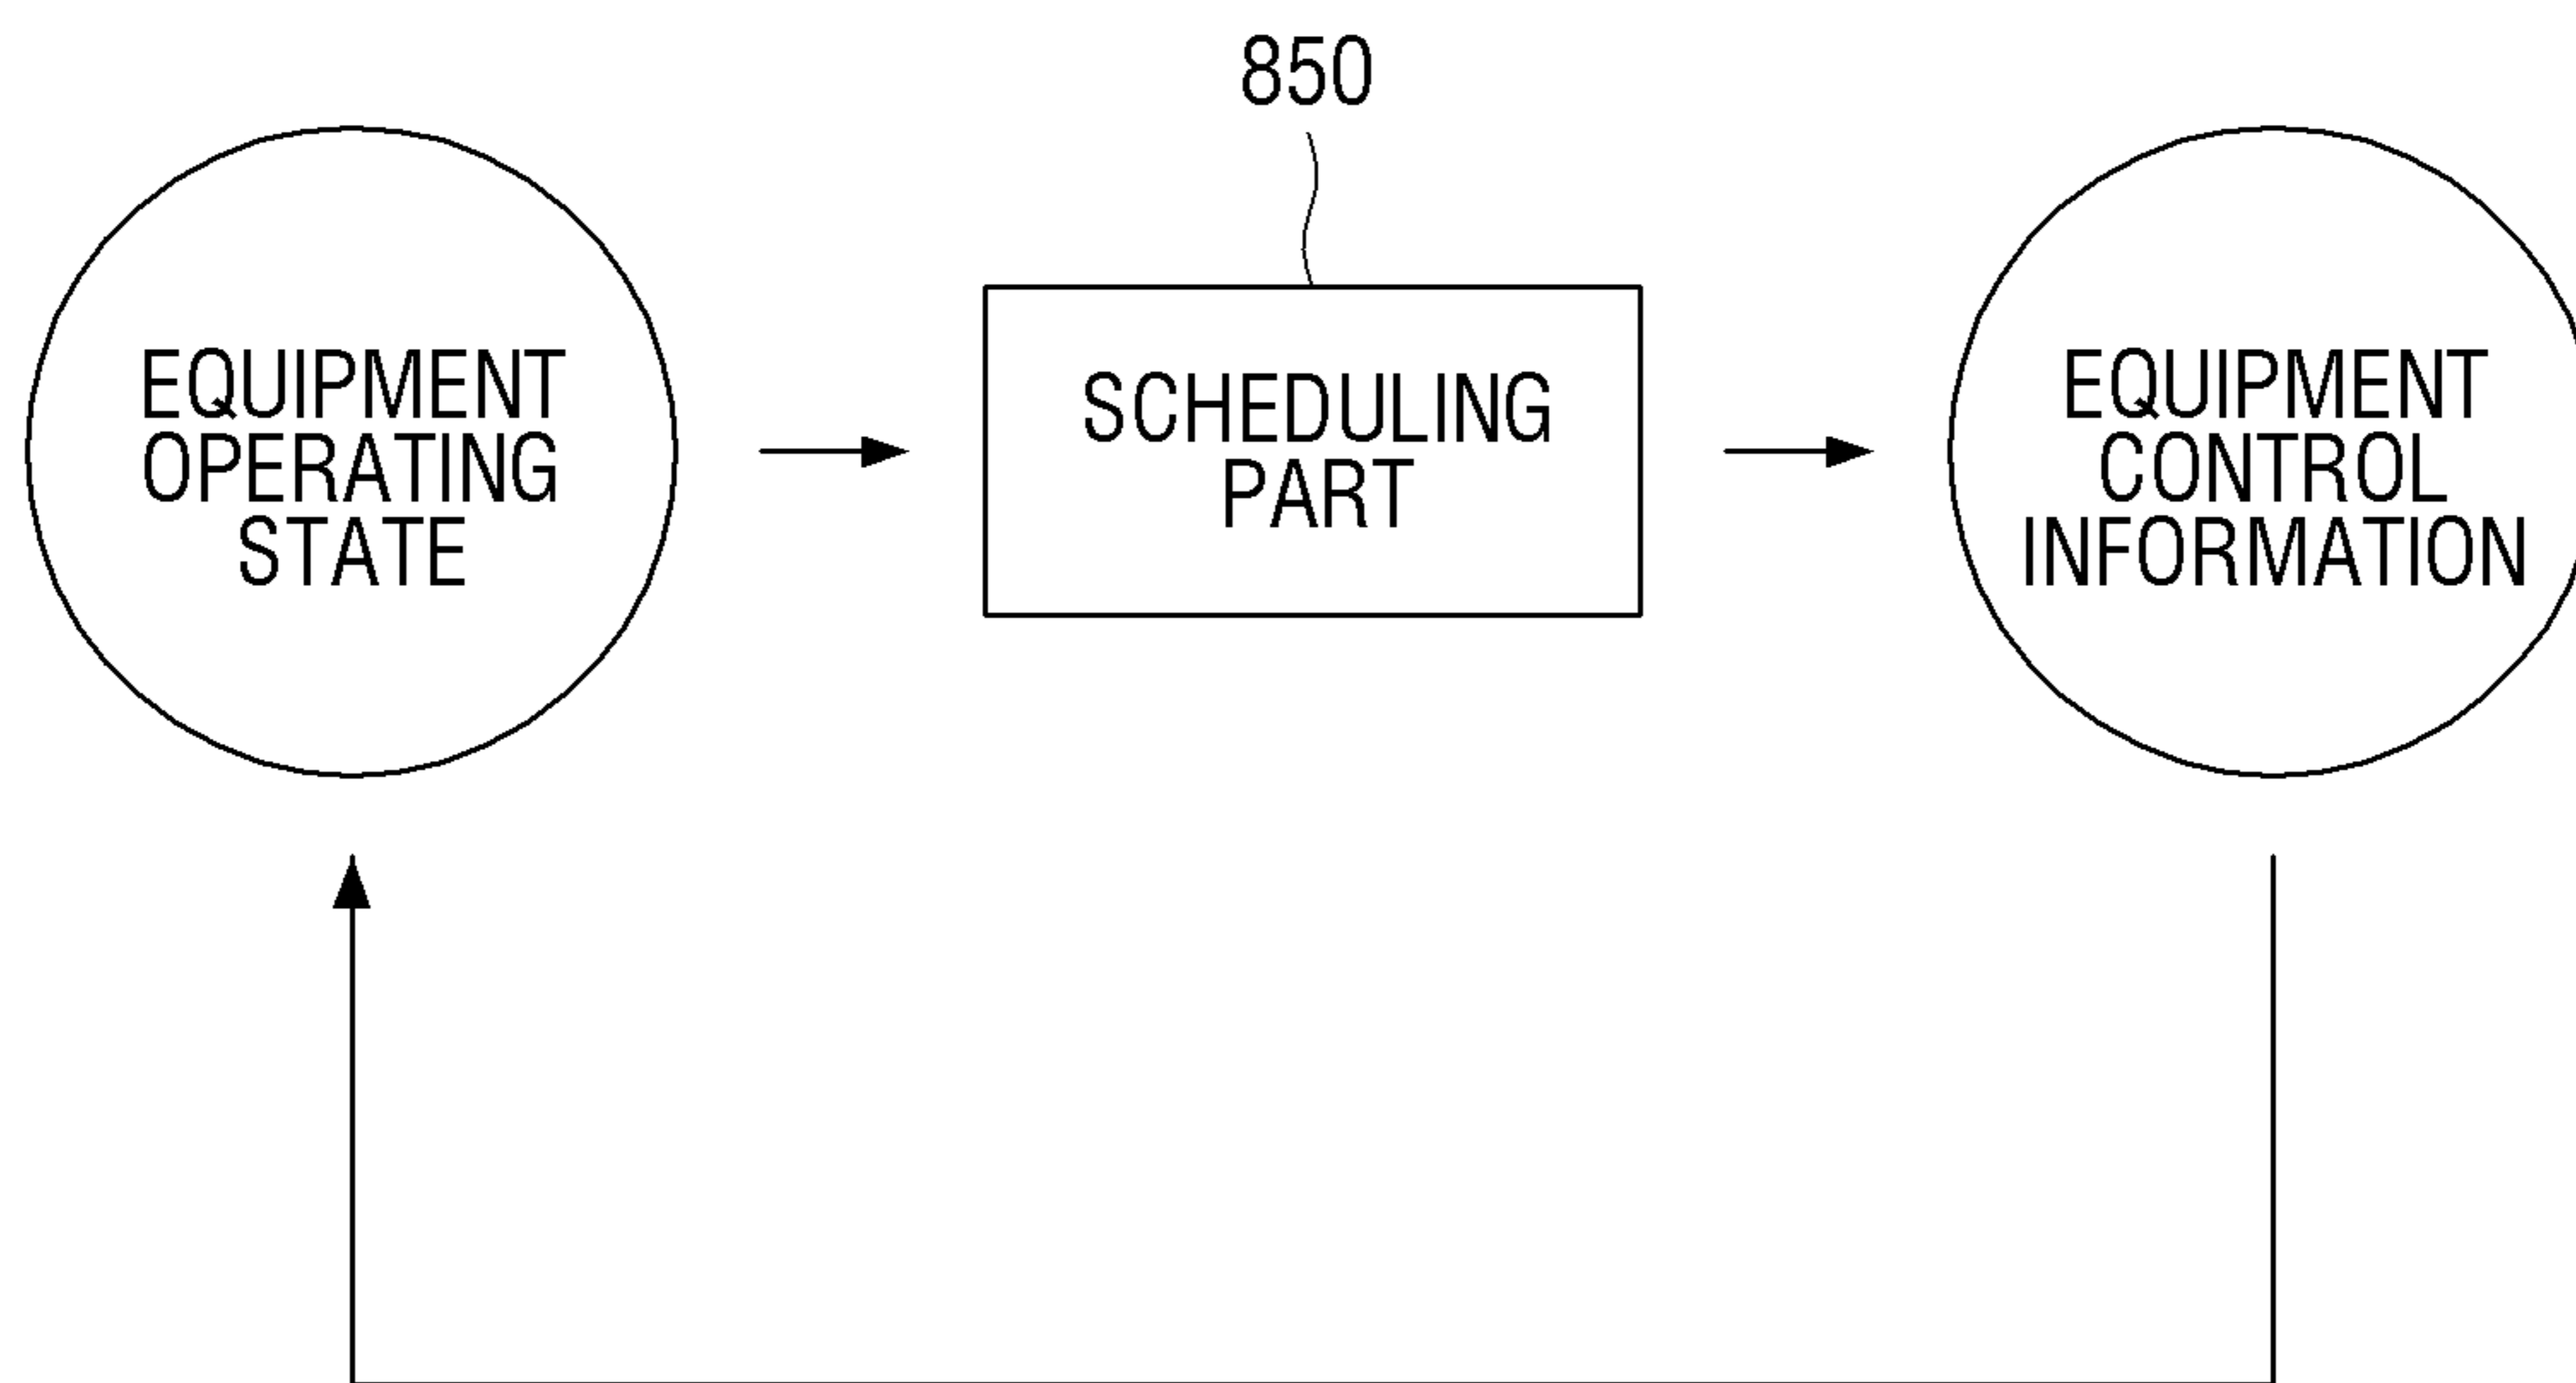 850
EQUIPMENT
OPERATING
STATE
SCHEDULING
PART
EQUIPMENT
CONTROL
INFORMATION